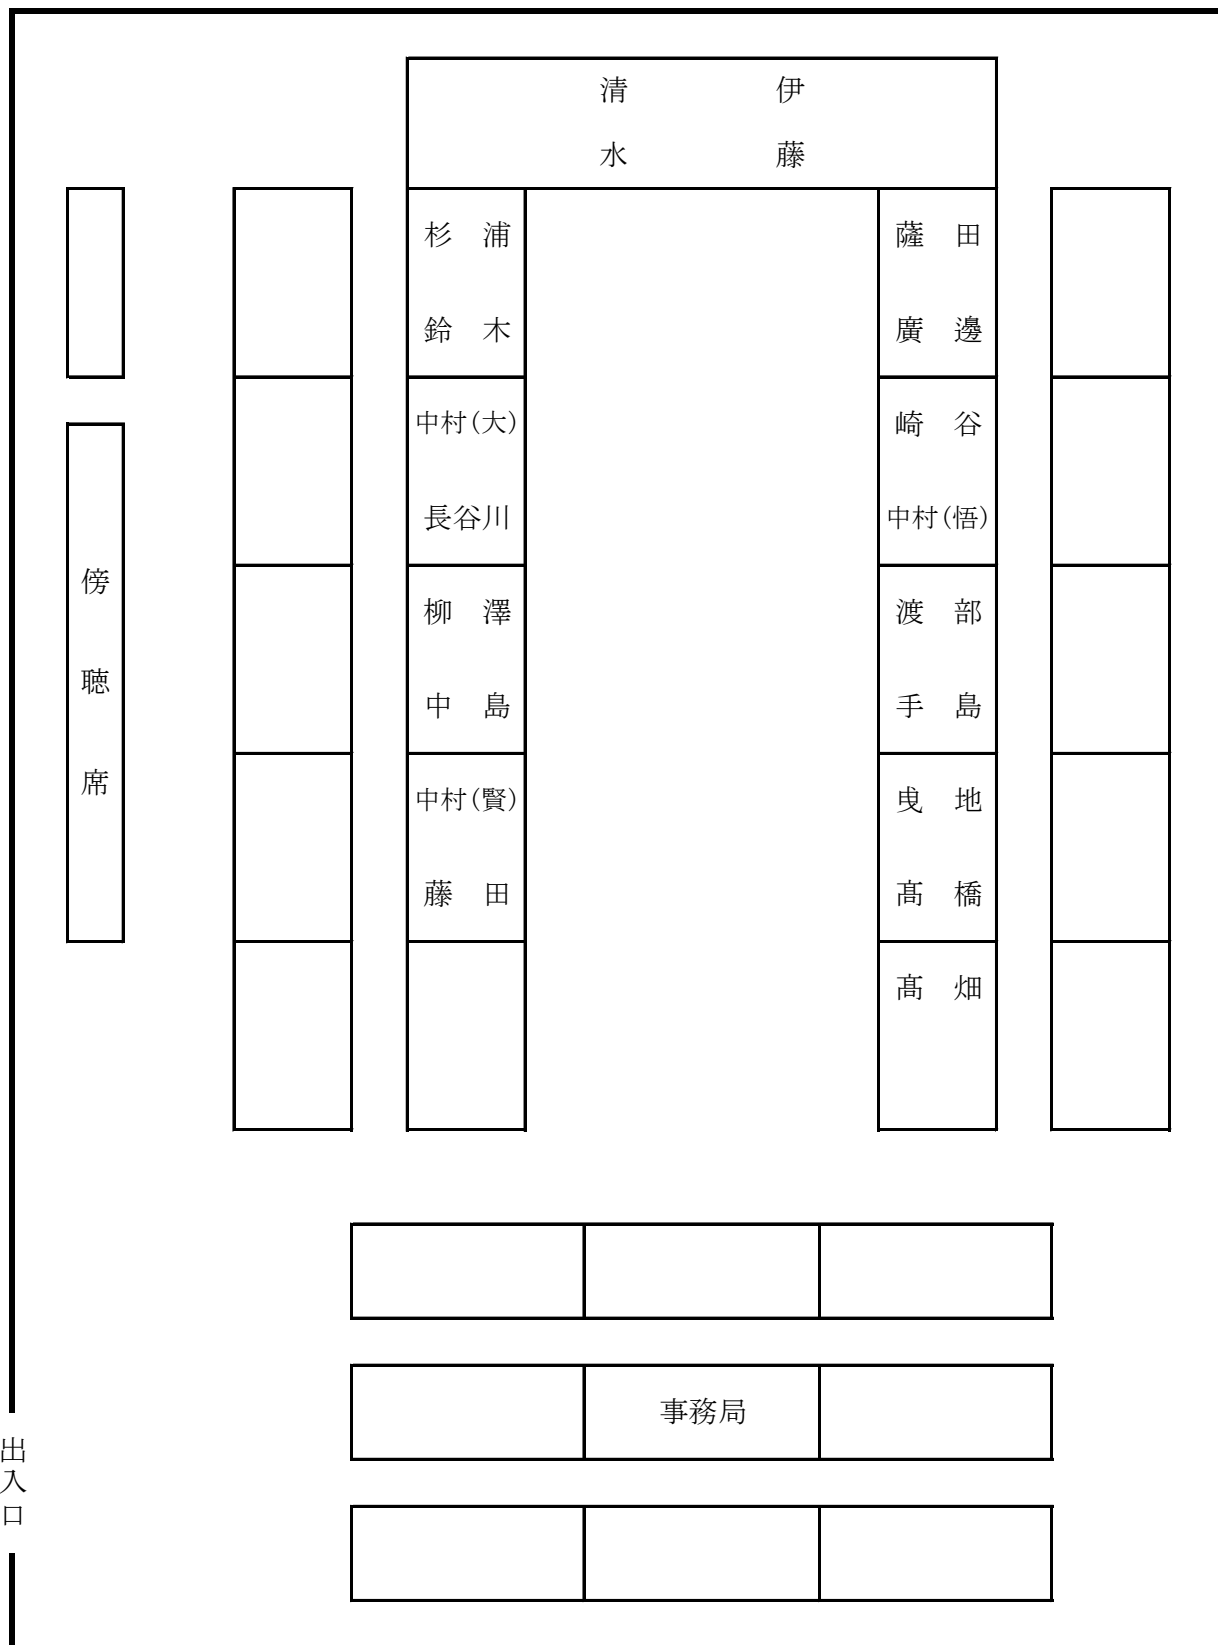 清水
伊藤
杉浦
薩田
鈴木
廣邊
中村(大)
崎谷
長谷川
中村(悟)
柳澤
渡部
中島
手島
中村(賢)
曵地
藤田
髙橋
髙畑
傍聴席
事務局
出入口